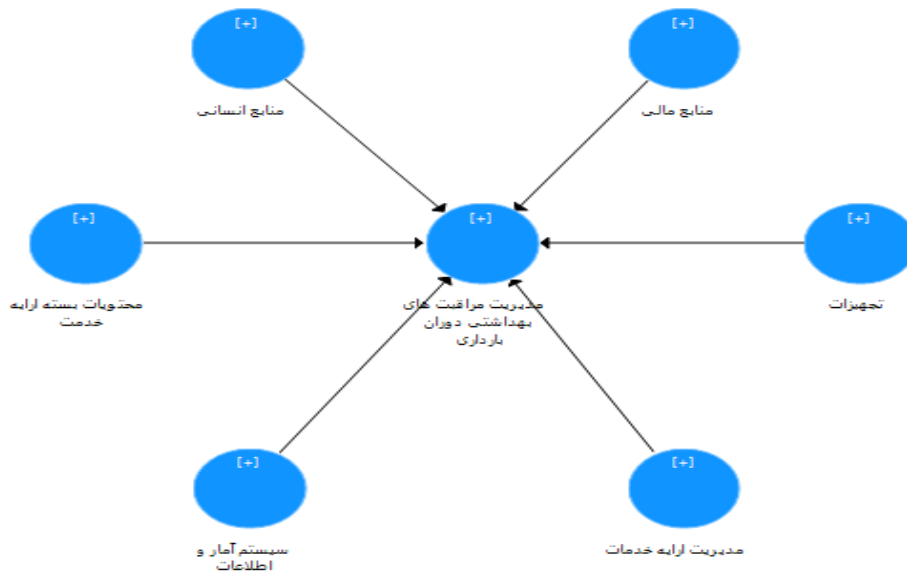 [+]
[+]
منابع مالی
منابع انسانی
[+]
[+]
[+]
تجهیزات
مدیریت مراقبت های
بهداشتی دوران
بارداری
محتویات بسته ارایه
خدمت
[+]
[+]
مدیریت ارایه خدمات
سیستم آمار و
اطلاعات